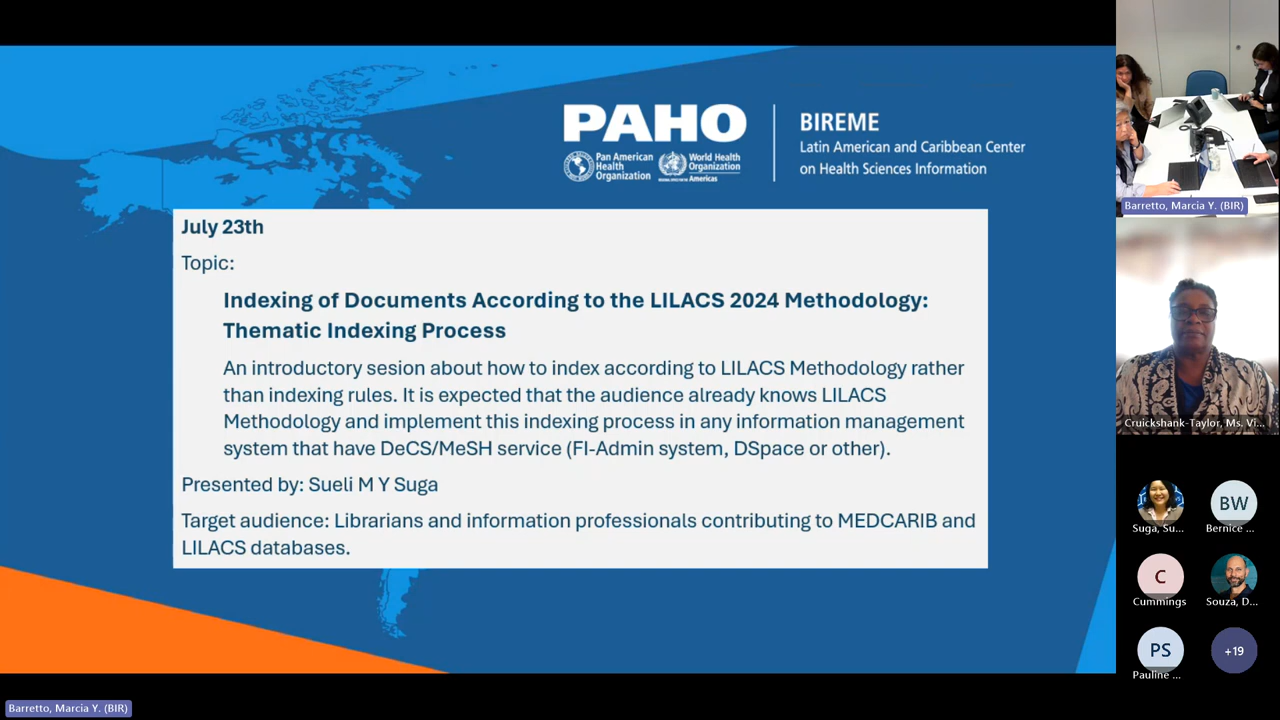 PAHO
Pan American
Health
Organization
World Health
Organization
Americas
BIREME
Latin American and Caribbean Center
on Health Sciences Information
July 23th
Topic:
Indexing of Documents According to the LILACS 2024 Methodology:
Thematic Indexing Process
An introductory sesion about how to index according to LILACS Methodology rather
than indexing rules. It is expected that the audience already knows LILACS
Methodology and implement this indexing process in any information management
system that have DeCS/MeSH service (FI-Admin system, DSpace or other).
Presented by: Sueli M Y Suga
Target audience: Librarians and information professionals contributing to MEDCARIB and
LILACS databases.
Barretto, Marcia Y. (BIR)
Cruickshank-Taylor, Ms. Vi...
Suga, Su...
BW
Bernice ...
C
Cummings
Souza, D...
PS
Pauline ...
+19
Barretto, Marcia Y. (BIR)